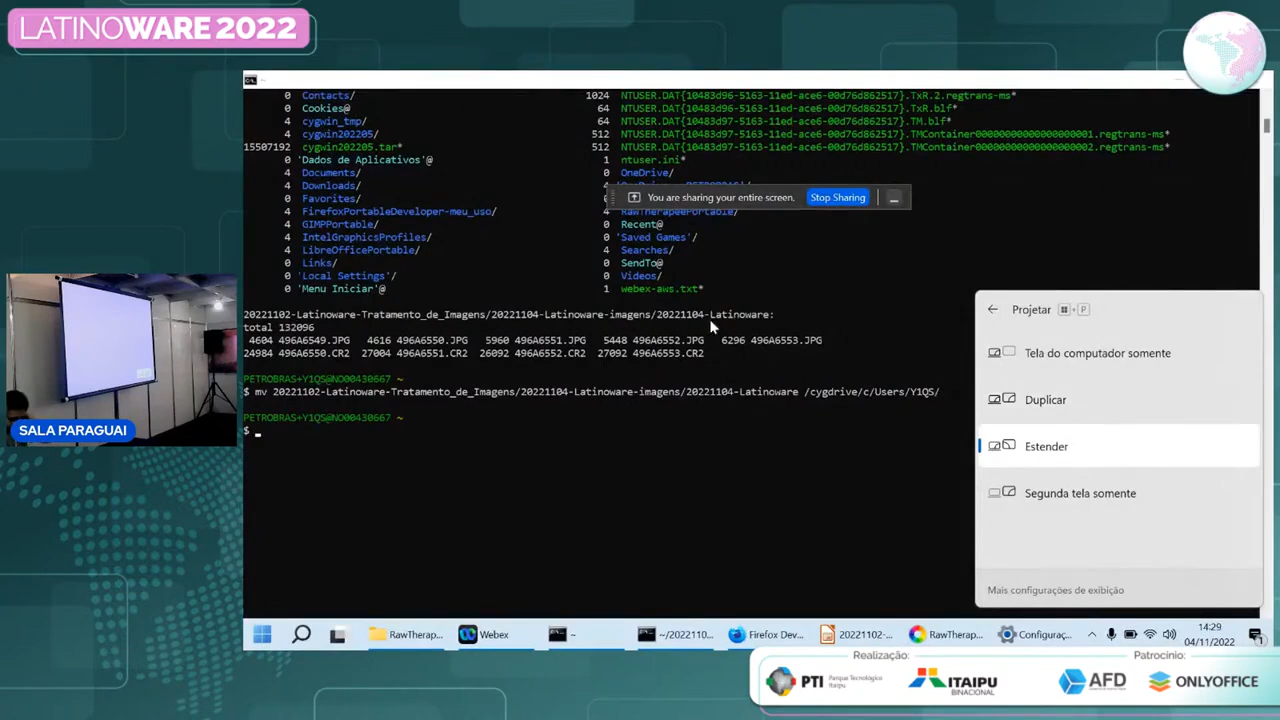 LATINOWARE 2022
0 Contacts/ 1024 NTUSER.DAT{10483d96-5163-11ed-ace6-00d76d862517}.TxR.2.regtrans-ms*
0 Cookies@ 64 NTUSER.DAT{10483d96-5163-11ed-ace6-00d76d862517}.TxR.blf*
4 cygwin_tmp/ 64 NTUSER.DAT{10483d97-5163-11ed-ace6-00d76d862517}.TM.blf*
4 cygwin202205/ 512 NTUSER.DAT{10483d97-5163-11ed-ace6-00d76d862517}.TMContainer00000000000000000001.regtrans-ms*
15507192 cygwin202205.tar* 512 NTUSER.DAT{10483d97-5163-11ed-ace6-00d76d862517}.TMContainer00000000000000000002.regtrans-ms*
0 'Dados de Aplicativos'@ 1 ntuser.ini*
4 Documents/ 0 OneDrive/
4 Downloads/
0 Favorites/
You are sharing your entire screen. Stop Sharing
4 FirefoxPortableDeveloper-meu_uso/ 4 RawTherapeePortable/
4 GIMPPortable/ 0 Recent@
4 IntelGraphicsProfiles/ 0 'Saved Games'/
4 LibreOfficePortable/ 4 Searches/
0 Links/ 0 SendTo@
0 'Local Settings'/ 0 Videos/
0 'Menu Iniciar'@ 1 webex-aws.txt*
20221102-Latinoware-Tratamento_de_Imagens/20221104-Latinoware-imagens/20221104-Latinoware:
total 132096
4604 496A6549.JPG 4616 496A6550.JPG 5960 496A6551.JPG 5448 496A6552.JPG 6296 496A6553.JPG
24984 496A6550.CR2 27004 496A6551.CR2 26092 496A6552.CR2 27092 496A6553.CR2
PETROBRAS+Y1QS@NO00430667 ~
$ mv 20221102-Latinoware-Tratamento_de_Imagens/20221104-Latinoware-imagens/20221104-Latinoware /cygdrive/c/Users/Y1QS/
PETROBRAS+Y1QS@NO00430667 ~
$
Projetar + P
Tela do computador somente
Duplicar
Estender
Segunda tela somente
Mais configurações de exibição
SALA PARAGUAI
RawTherap... Webex ~ ~/2022110... Firefox Dev... 20221102-... RawTherap... Configuraç... 14:29
04/11/2022
Realização: Patrocínio:
PTI Parque Tecnológico Itaipu
ITAIPU BINACIONAL
AFD
ONLYOFFICE